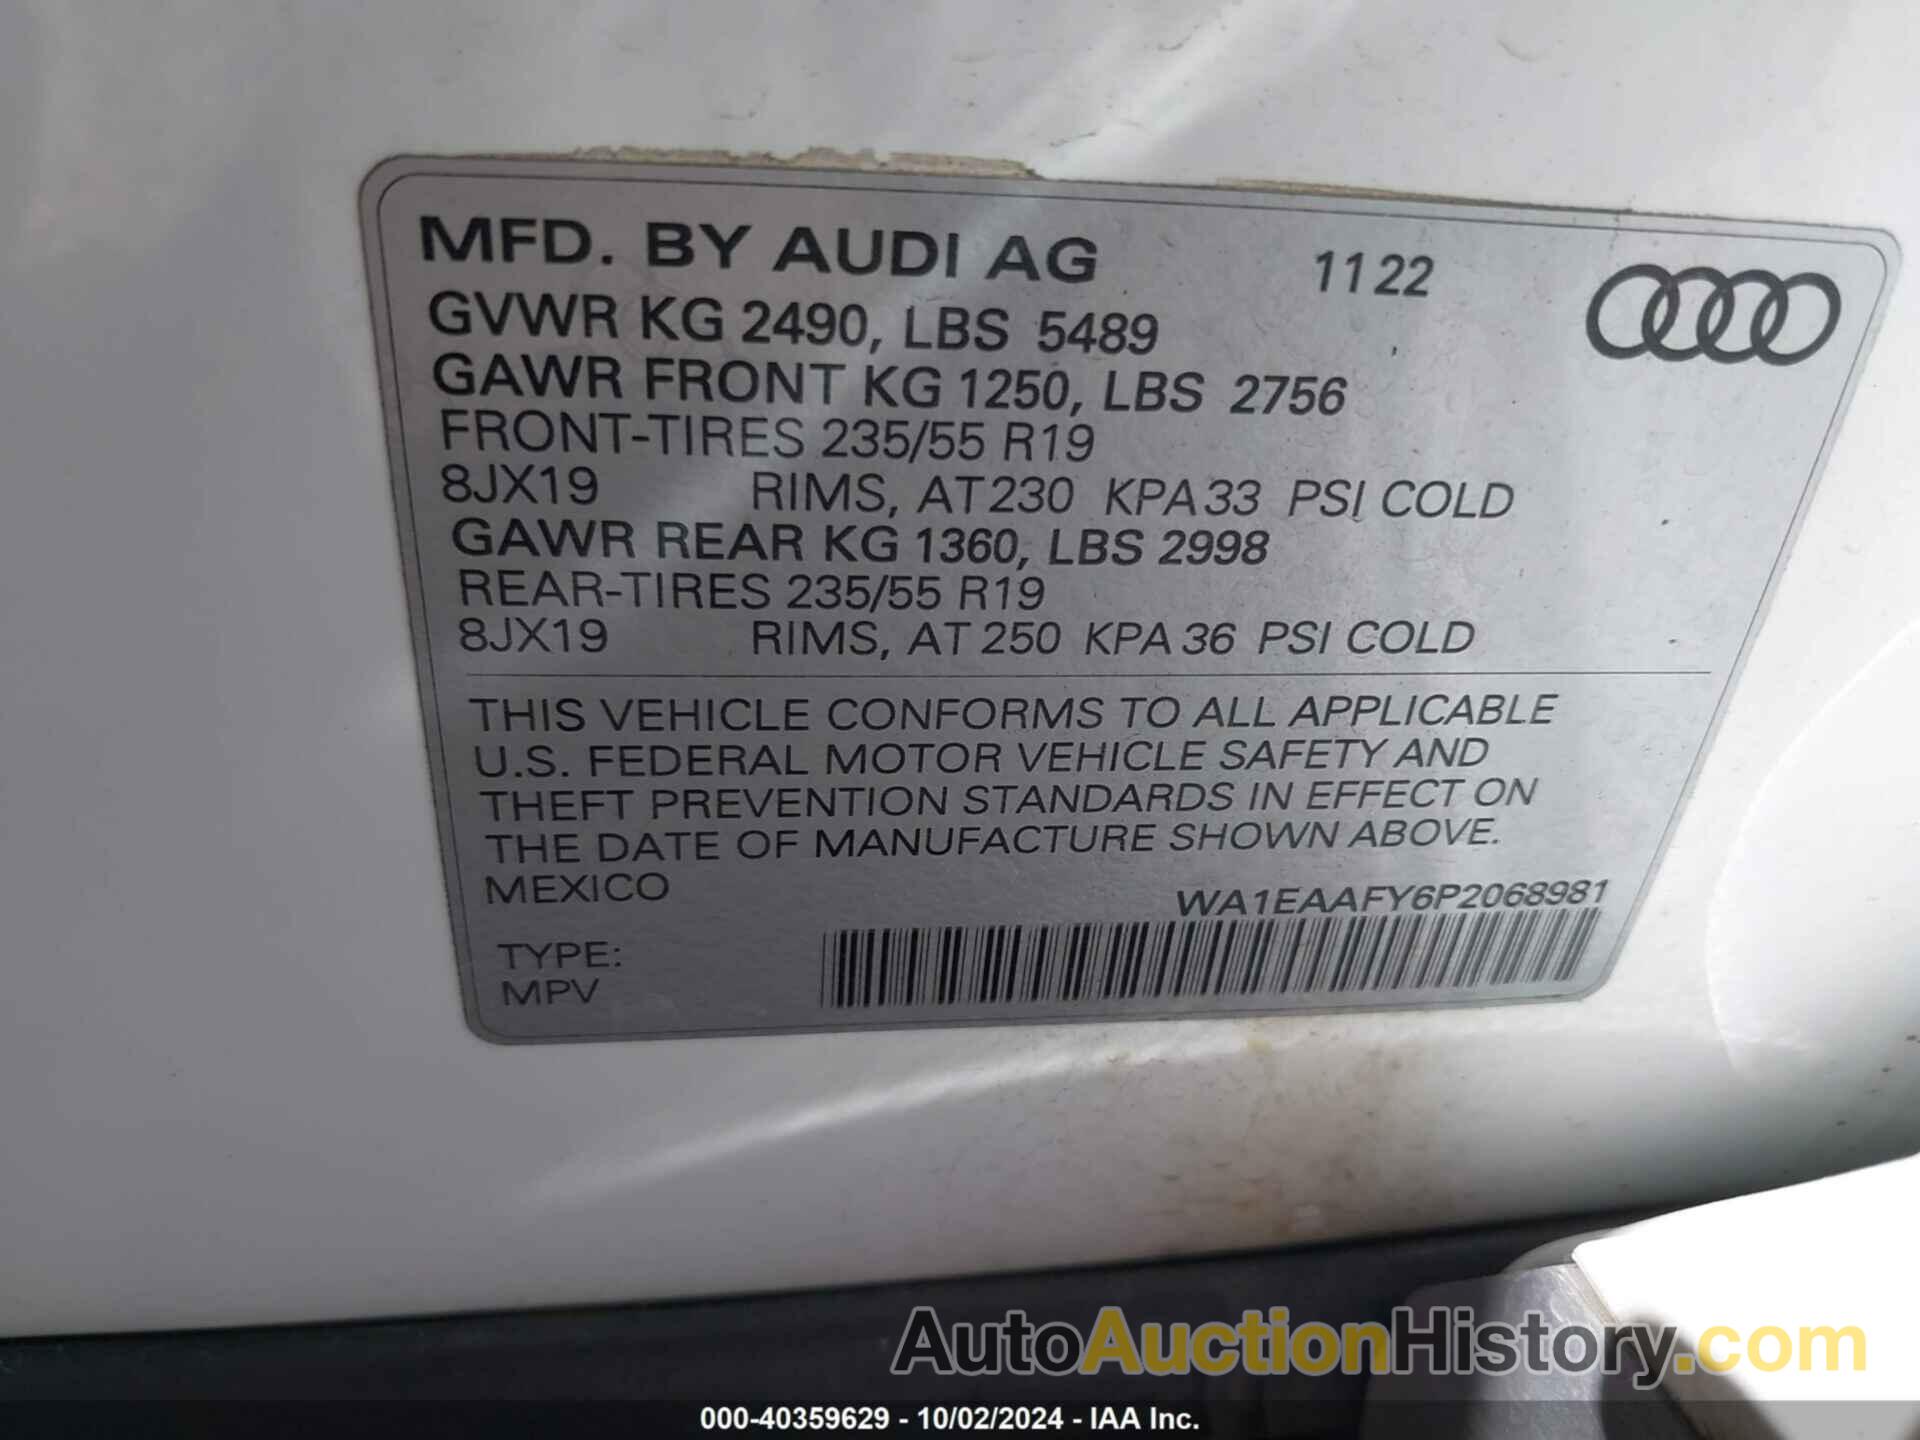 MFD. BY AUDI AG 11 22
GVWR KG 2490, LBS 5489
GAWR FRONT KG 1250, LBS 2756
FRONT-TIRES 235/55 R19
8JX19 RIMS, AT 230 KPA 33 PSI COLD
GAWR REAR KG 1360, LBS 2998
REAR-TIRES 235/55 R19
8JX19 RIMS, AT 250 KPA 36 PSI COLD
THIS VEHICLE CONFORMS TO ALL APPLICABLE
U.S. FEDERAL MOTOR VEHICLE SAFETY AND
THEFT PREVENTION STANDARDS IN EFFECT ON
THE DATE OF MANUFACTURE SHOWN ABOVE.
MEXICO WA1EAAFY6P2068981
TYPE:
MPV
AutoAuctionHistory.com
000-40359629 - 10/02/2024 - IAA Inc.